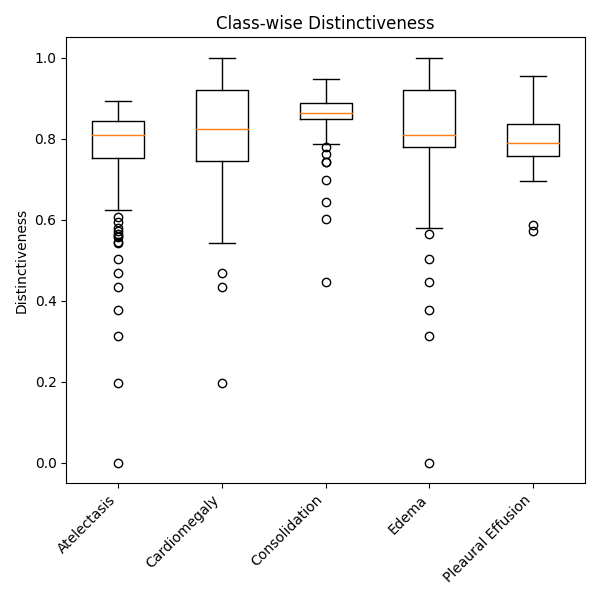 Class-wise Distinctiveness
Distinctiveness
1.0
0.8
0.6
0.4
0.2
0.0
Atelectasis
Cardiomegaly
Consolidation
Edema
Pleaural Effusion